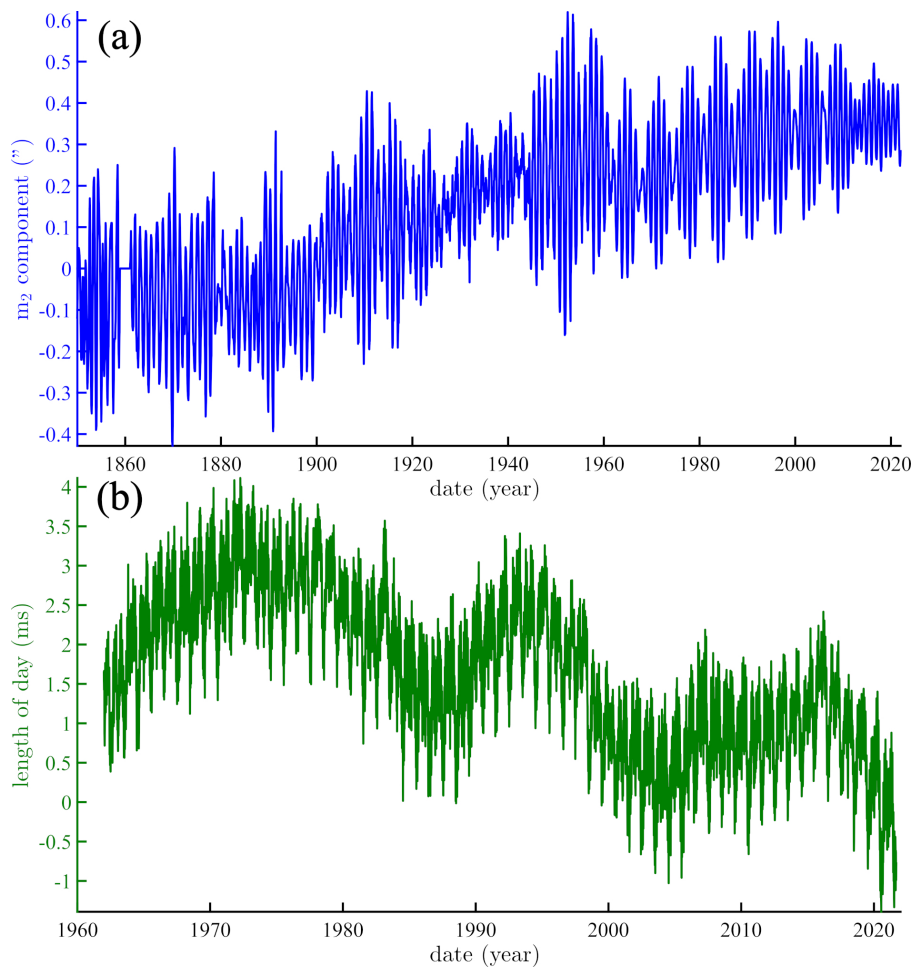 (a)
0.6
0.5
0.4
0.3
0.2
0.1
0
-0.1
-0.2
-0.3
-0.4
m₂ component (")
1860 1880 1900 1920 1940 1960 1980 2000 2020
date (year)
(b)
4
3.5
3
2.5
2
1.5
1
0.5
0
-0.5
-1
length of day (ms)
1960 1970 1980 1990 2000 2010 2020
date (year)